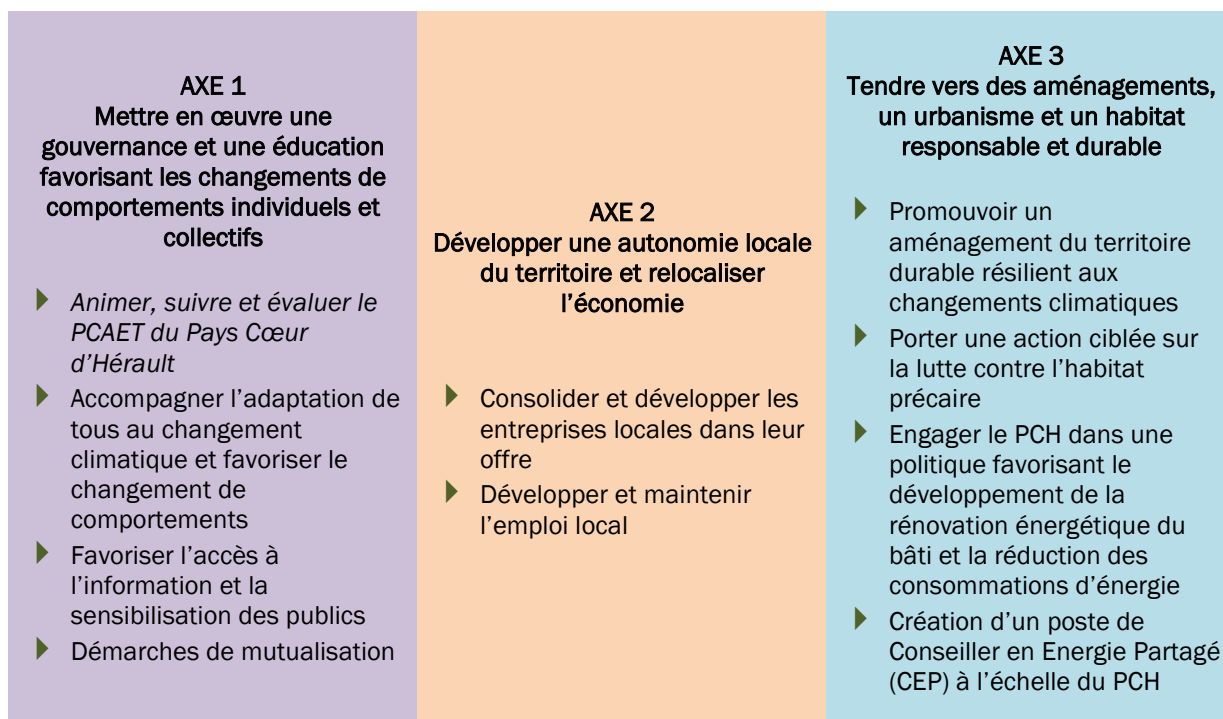 AXE 1
Mettre en œuvre une
gouvernance et une éducation
favorisant les changements de
comportements individuels et
collectifs
Animer, suivre et évaluer le
PCAET du Pays Cœur
d’Hérault
Accompagner l’adaptation de
tous au changement
climatique et favoriser le
changement de
comportements
Favoriser l’accès à
l’information et la
sensibilisation des publics
Démarches de mutualisation
AXE 2
Développer une autonomie locale
du territoire et relocaliser
l’économie
Consolider et développer les
entreprises locales dans leur
offre
Développer et maintenir
l’emploi local
AXE 3
Tendre vers des aménagements,
un urbanisme et un habitat
responsable et durable
Promouvoir un
aménagement du territoire
durable résilient aux
changements climatiques
Porter une action ciblée sur
la lutte contre l’habitat
précaire
Engager le PCH dans une
politique favorisant le
développement de la
rénovation énergétique du
bâti et la réduction des
consommations d’énergie
Création d’un poste de
Conseiller en Energie Partagé
(CEP) à l’échelle du PCH